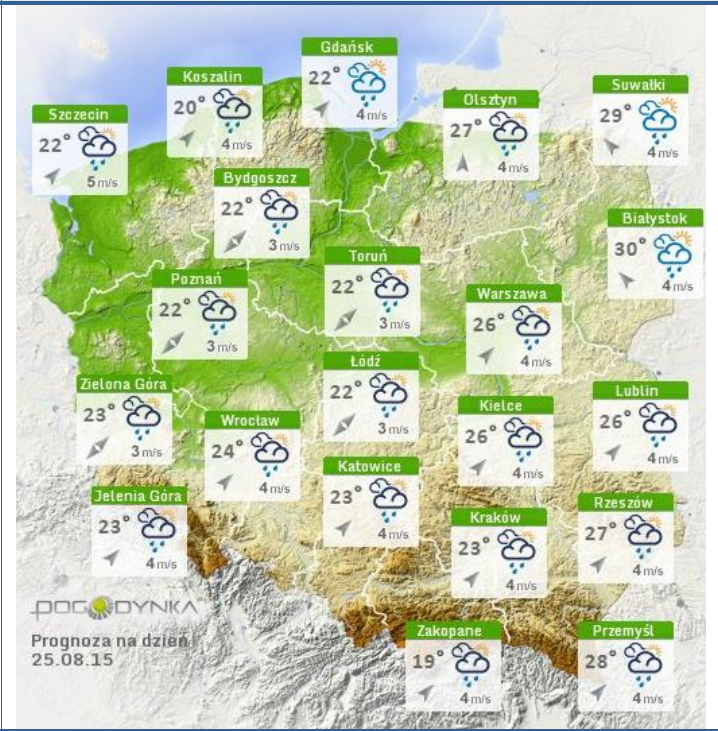 Gdańsk
22°
4 m/s
Koszalin
20°
4 m/s
Suwałki
29°
4 m/s
Olsztyn
27°
4 m/s
Szczecin
22°
5 m/s
Bydgoszcz
22°
3 m/s
Białystok
30°
4 m/s
Toruń
22°
3 m/s
Poznań
22°
3 m/s
Warszawa
26°
4 m/s
Łódź
22°
3 m/s
Zielona Góra
23°
3 m/s
Lublin
26°
4 m/s
Kielce
26°
4 m/s
Wrocław
24°
4 m/s
Katowice
23°
4 m/s
Jelenia Góra
23°
4 m/s
Rzeszów
27°
4 m/s
Kraków
23°
4 m/s
POGODYNKA
Prognoza na dzień
25.08.15
Zakopane
19°
4 m/s
Przemyśl
28°
4 m/s